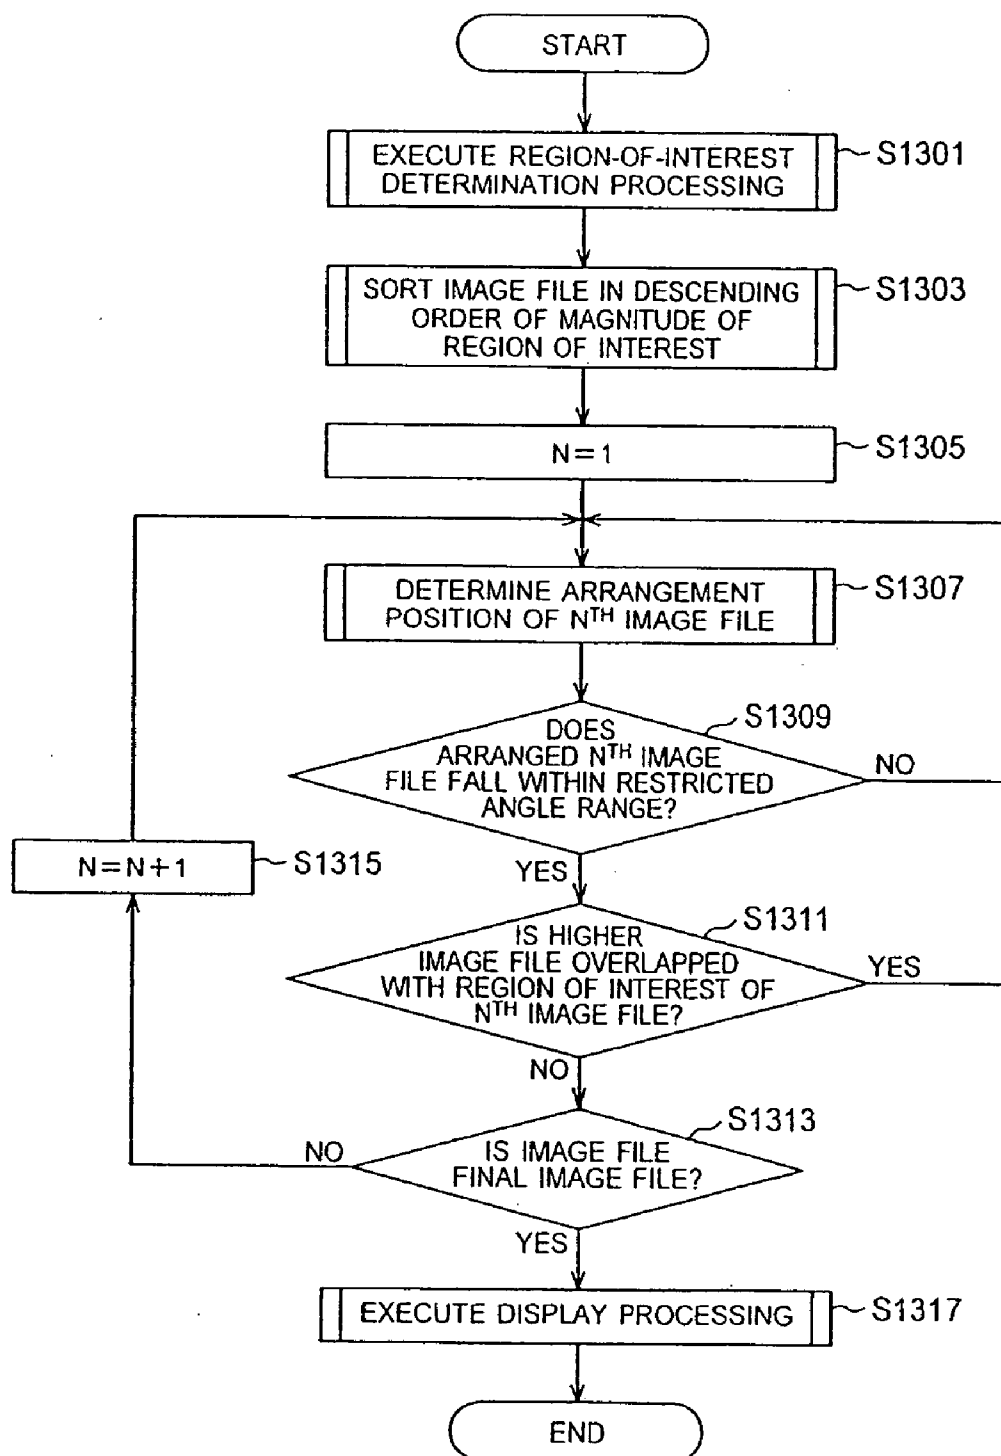 START
EXECUTE REGION-OF-INTEREST
DETERMINATION PROCESSING
S1301
SORT IMAGE FILE IN DESCENDING
ORDER OF MAGNITUDE OF
REGION OF INTEREST
S1303
N=1
S1305
DETERMINE ARRANGEMENT
POSITION OF NTH IMAGE FILE
S1307
DOES
ARRANGED NTH IMAGE
FILE FALL WITHIN RESTRICTED
ANGLE RANGE?
S1309
NO
YES
N=N+1
S1315
IS HIGHER
IMAGE FILE OVERLAPPED
WITH REGION OF INTEREST OF
NTH IMAGE FILE?
S1311
YES
NO
IS IMAGE FILE
FINAL IMAGE FILE?
S1313
NO
YES
EXECUTE DISPLAY PROCESSING
S1317
END